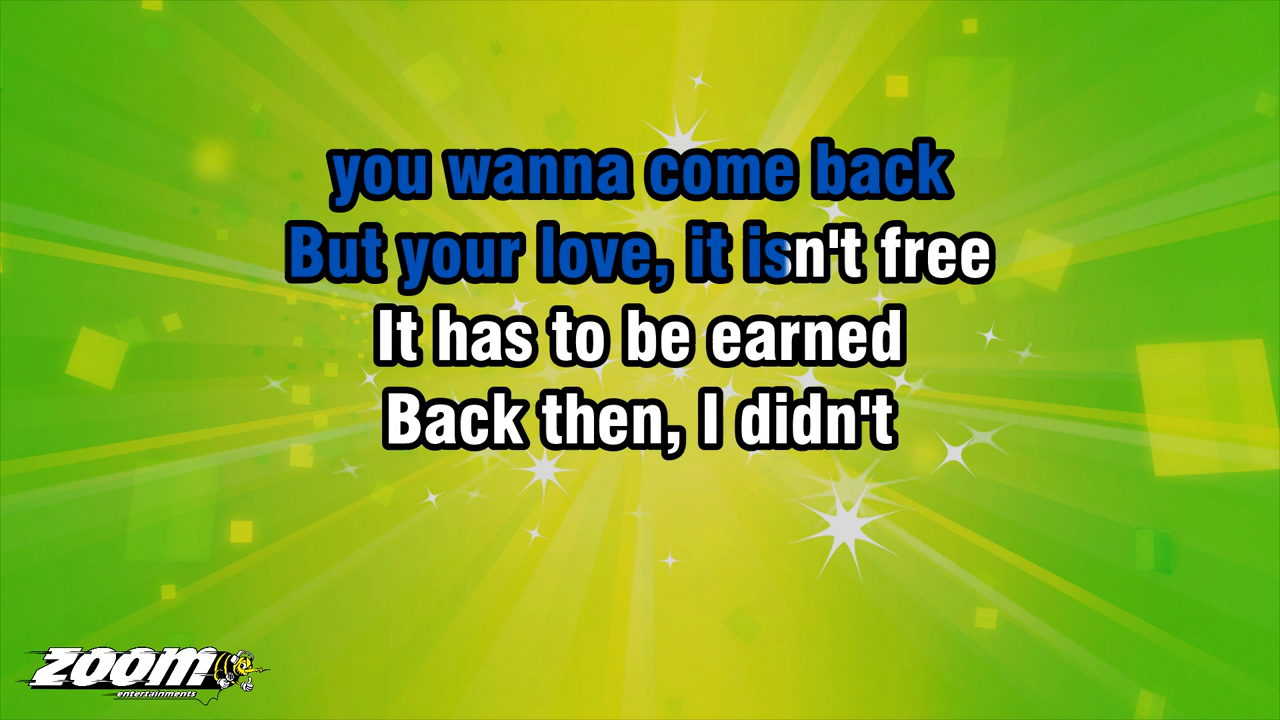 you wanna come back
But your love, it isn't free
It has to be earned
Back then, I didn't
zoom
entertainments